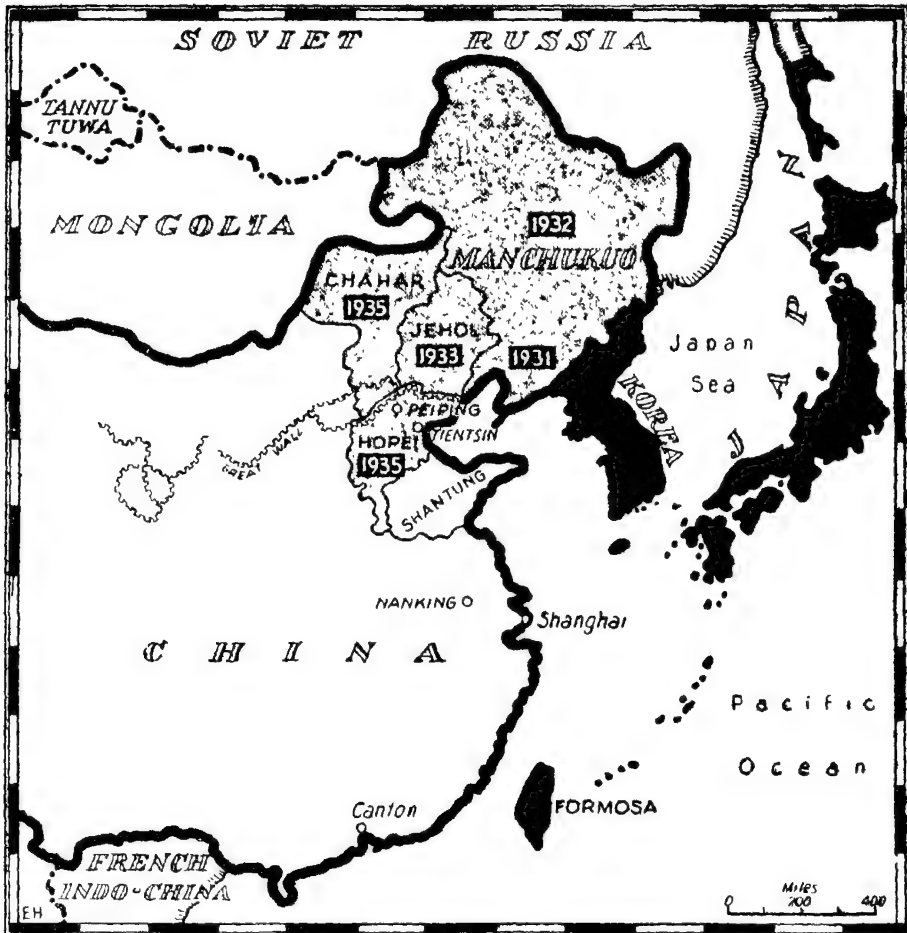 SOVIET RUSSIA
TANNU
TUWA
MONGOLIA
1932
MANCHUKUO
CHAHAR
1935
JEHOL
1933
1931
Japan
Sea
JAPAN
KOREA
PEIPING
TIENTSIN
HOPEI
1935
GREAT WALL
SHANTUNG
NANKING
Shanghai
CHINA
Pacific
Ocean
FORMOSA
Canton
FRENCH
INDO-CHINA
EH
Miles
0 200 400